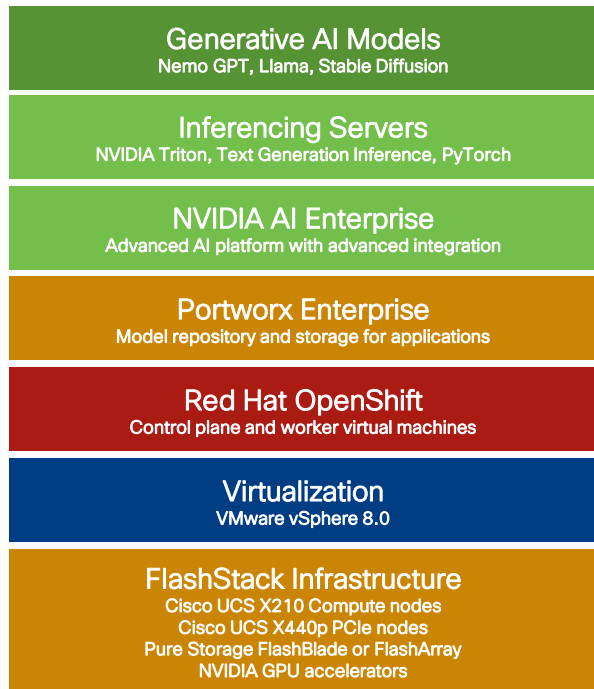 Generative AI Models
Nemo GPT, Llama, Stable Diffusion
Inferencing Servers
NVIDIA Triton, Text Generation Inference, PyTorch
NVIDIA AI Enterprise
Advanced AI platform with advanced integration
Portworx Enterprise
Model repository and storage for applications
Red Hat OpenShift
Control plane and worker virtual machines
Virtualization
VMware vSphere 8.0
FlashStack Infrastructure
Cisco UCS X210 Compute nodes
Cisco UCS X440p PCIe nodes
Pure Storage FlashBlade or FlashArray
NVIDIA GPU accelerators